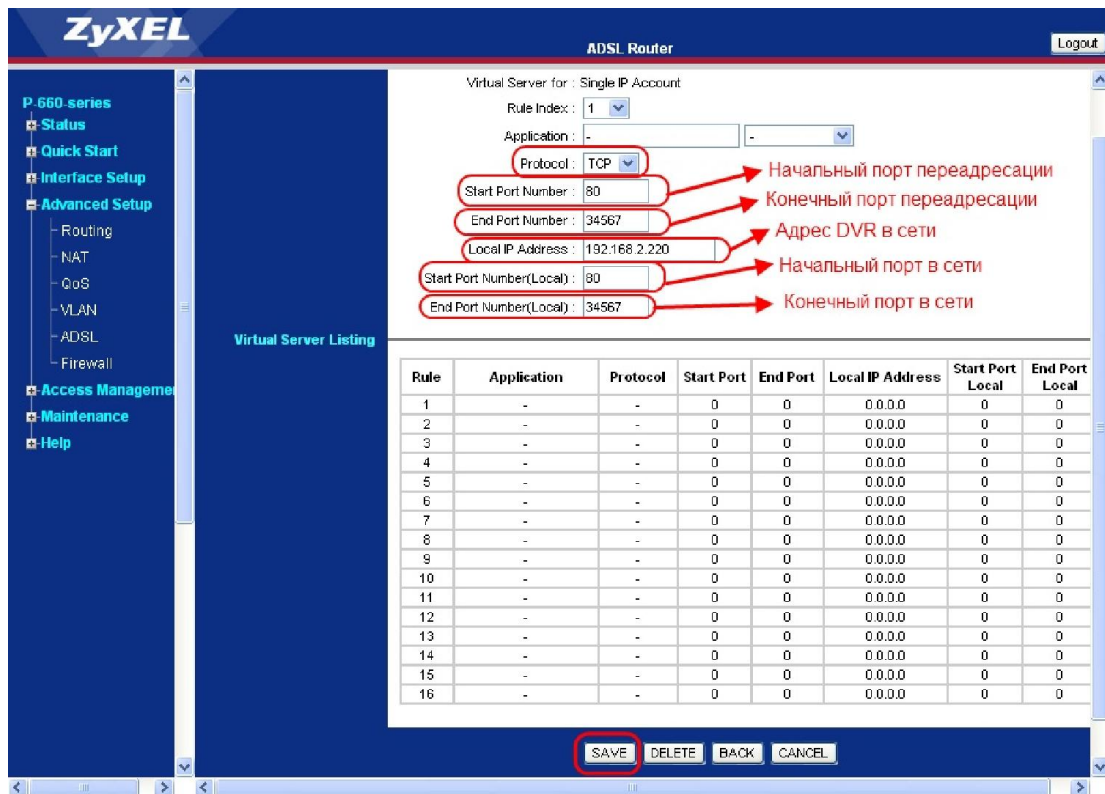 ZyXEL
ADSL Router
Logout
P-660-series
Status
Quick Start
Interface Setup
Advanced Setup
Routing
NAT
QoS
VLAN
ADSL
Firewall
Access Manageme
Maintenance
Help
Virtual Server for : Single IP Account
Rule Index : 1
Application : - -
Protocol : TCP
Start Port Number : 80 Начальный порт переадресации
End Port Number : 34567 Конечный порт переадресации
Local IP Address : 192.168.2.220 Адрес DVR в сети
Start Port Number(Local) : 80 Начальный порт в сети
End Port Number(Local) : 34567 Конечный порт в сети
Virtual Server Listing
Rule Application Protocol Start Port End Port Local IP Address Start Port Local End Port Local
1 - - 0 0 0.0.0.0 0 0
2 - - 0 0 0.0.0.0 0 0
3 - - 0 0 0.0.0.0 0 0
4 - - 0 0 0.0.0.0 0 0
5 - - 0 0 0.0.0.0 0 0
6 - - 0 0 0.0.0.0 0 0
7 - - 0 0 0.0.0.0 0 0
8 - - 0 0 0.0.0.0 0 0
9 - - 0 0 0.0.0.0 0 0
10 - - 0 0 0.0.0.0 0 0
11 - - 0 0 0.0.0.0 0 0
12 - - 0 0 0.0.0.0 0 0
13 - - 0 0 0.0.0.0 0 0
14 - - 0 0 0.0.0.0 0 0
15 - - 0 0 0.0.0.0 0 0
16 - - 0 0 0.0.0.0 0 0
SAVE DELETE BACK CANCEL